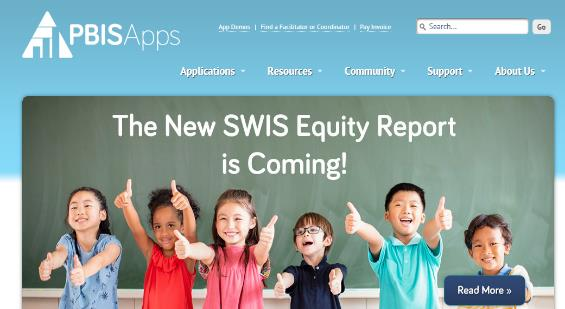 PBISApps
App Demos | Find a Facilitator or Coordinator | Pay Invoice
Search...
Go
Applications
Resources
Community
Support
About Us
The New SWIS Equity Report
is Coming!
Read More »